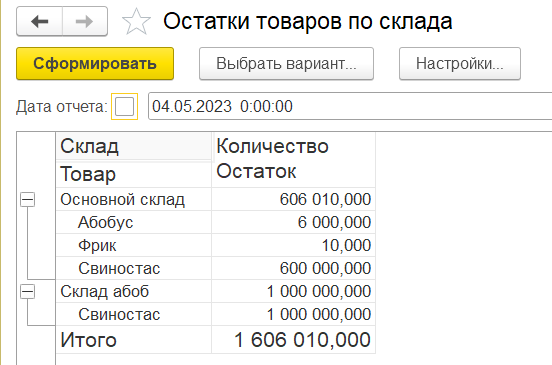 Остатки товаров по склада
Сформировать Выбрать вариант... Настройки...
Дата отчета: 04.05.2023 0:00:00
Склад Количество Остаток
Товар
Основной склад 606 010,000
Абобус 6 000,000
Фрик 10,000
Свиностас 600 000,000
Склад абоб 1 000 000,000
Свиностас 1 000 000,000
Итого 1 606 010,000